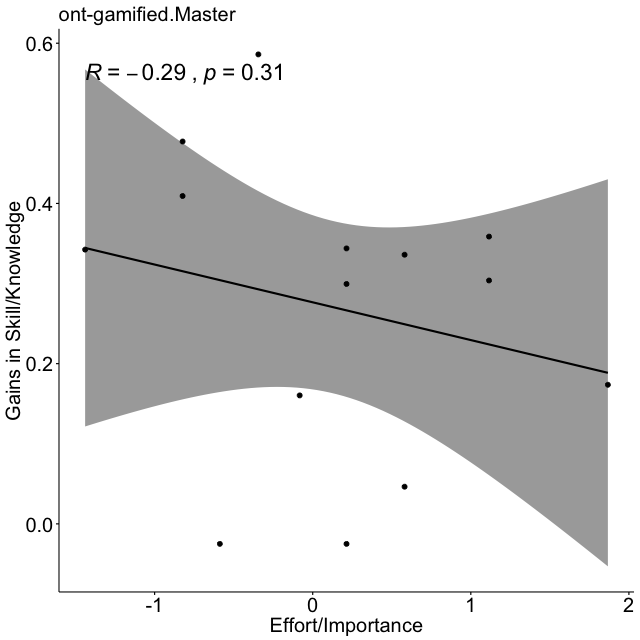 ont-gamified.Master
0.6
R = −0.29 , p = 0.31
0.4
Gains in Skill/Knowledge
0.2
0.0
-1 0 1 2
Effort/Importance